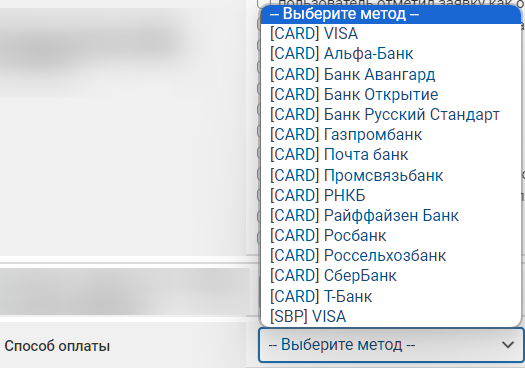 пользователь отметил заявку как о
-- Выберите метод --
[CARD] VISA
[CARD] Альфа-Банк
[CARD] Банк Авангард
[CARD] Банк Открытие
[CARD] Банк Русский Стандарт
[CARD] Газпромбанк
[CARD] Почта банк
[CARD] Промсвязьбанк
[CARD] РНКБ
[CARD] Райффайзен Банк
[CARD] Росбанк
[CARD] Россельхозбанк
[CARD] СберБанк
[CARD] Т-Банк
[SBP] VISA
Способ оплаты
-- Выберите метод --